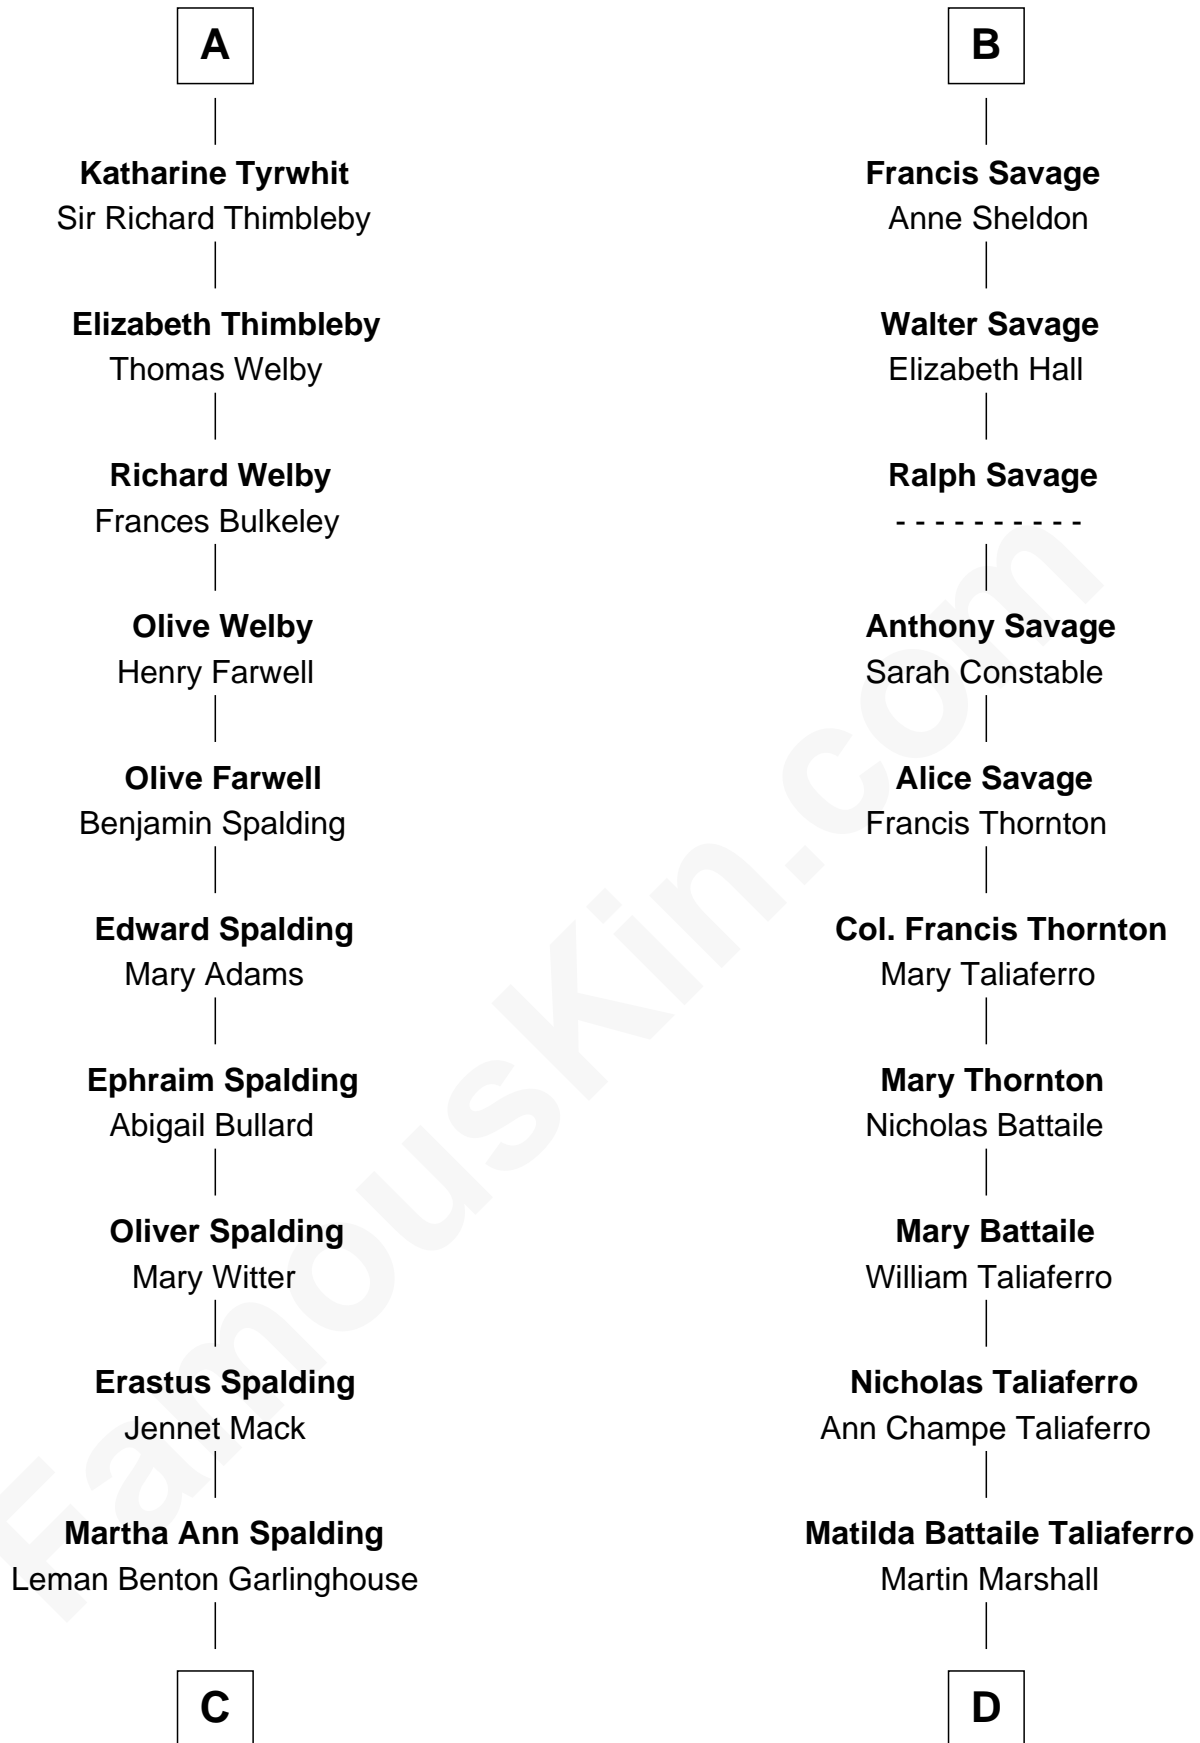 A
Katharine Tyrwhit
Sir Richard Thimbleby
Elizabeth Thimbleby
Thomas Welby
Richard Welby
Frances Bulkeley
Olive Welby
Henry Farwell
Olive Farwell
Benjamin Spalding
Edward Spalding
Mary Adams
Ephraim Spalding
Abigail Bullard
Oliver Spalding
Mary Witter
Erastus Spalding
Jennet Mack
Martha Ann Spalding
Leman Benton Garlinghouse
C
B
Francis Savage
Anne Sheldon
Walter Savage
Elizabeth Hall
Ralph Savage
- - - - - - - - - -
Anthony Savage
Sarah Constable
Alice Savage
Francis Thornton
Col. Francis Thornton
Mary Taliaferro
Mary Thornton
Nicholas Battaile
Mary Battaile
William Taliaferro
Nicholas Taliaferro
Ann Champe Taliaferro
Matilda Battaile Taliaferro
Martin Marshall
D
FamousKin.com